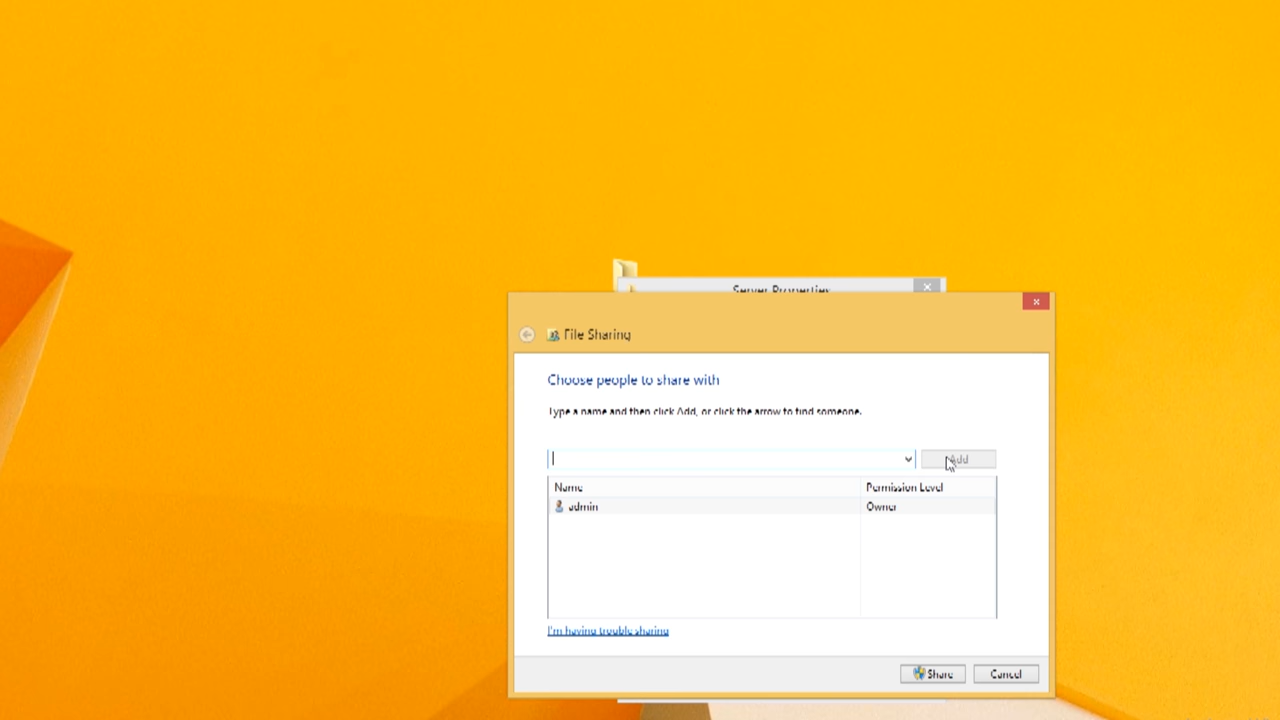 Server Properties
File Sharing
Choose people to share with
Type a name and then click Add, or click the arrow to find someone.
Add
Name Permission Level
admin Owner
I'm having trouble sharing
Share Cancel